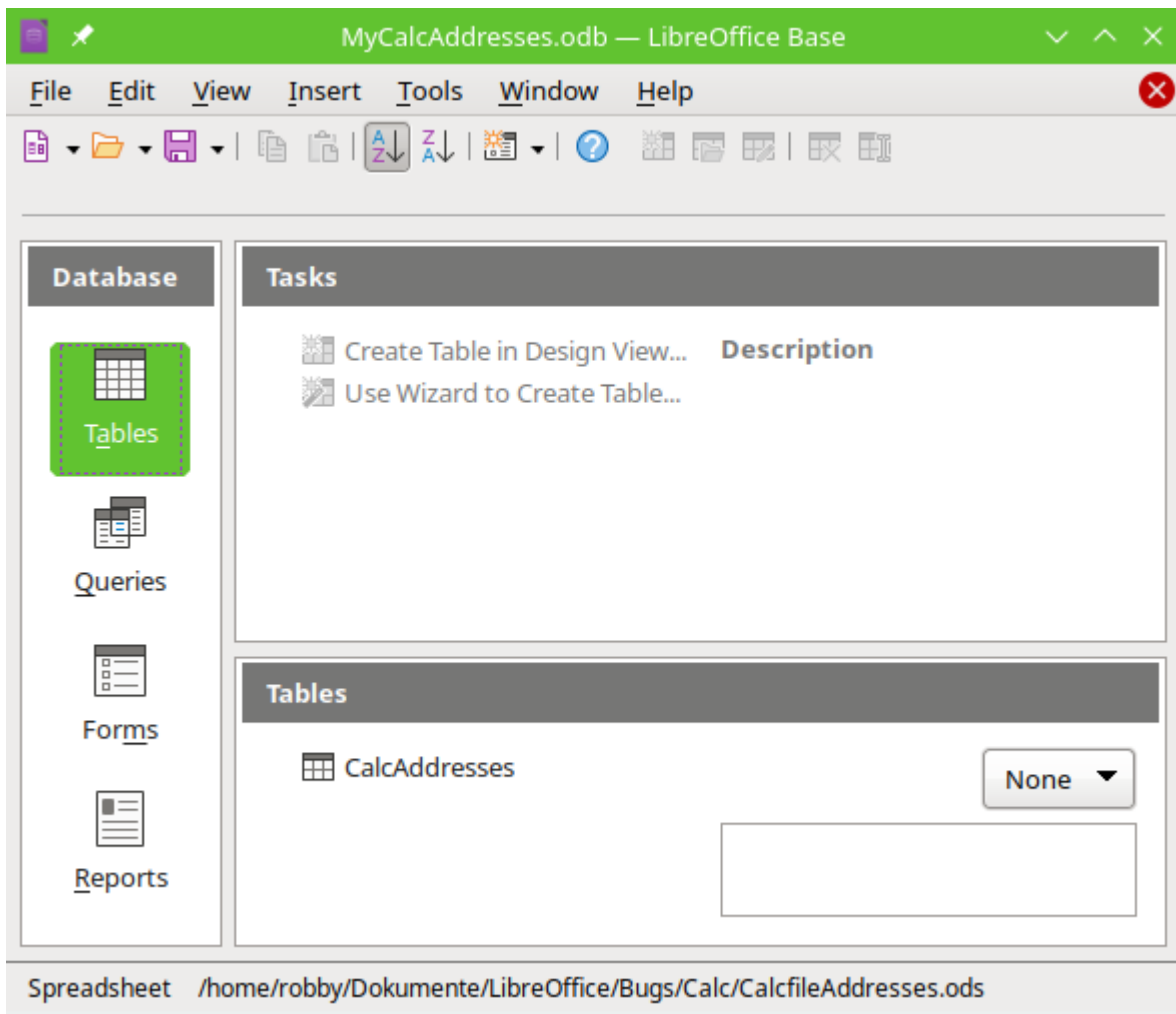 MyCalcAddresses.odb — LibreOffice Base
File Edit View Insert Tools Window Help
Database
Tables
Queries
Forms
Reports
Tasks
Create Table in Design View...
Use Wizard to Create Table...
Description
Tables
CalcAddresses
None
Spreadsheet /home/robby/Dokumente/LibreOffice/Bugs/Calc/CalcfileAddresses.ods